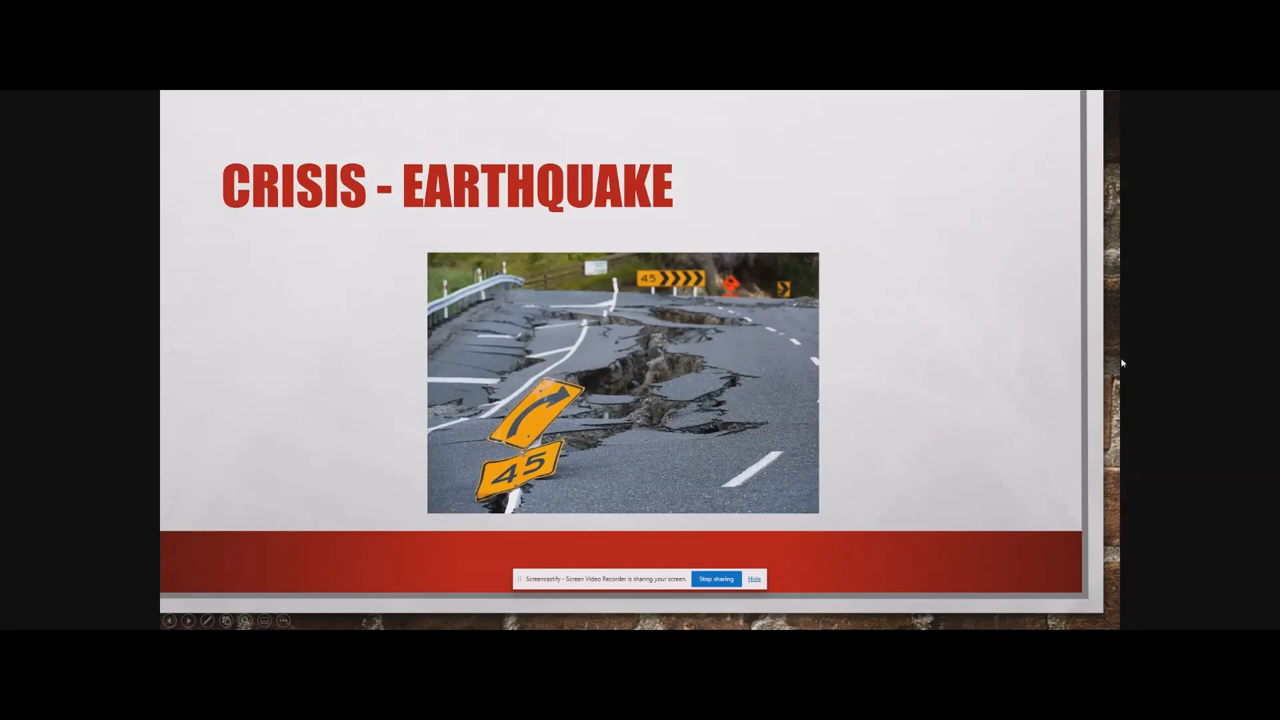 CRISIS - EARTHQUAKE
45
45
Screencastify - Screen Video Recorder is sharing your screen.
Stop sharing
Hide